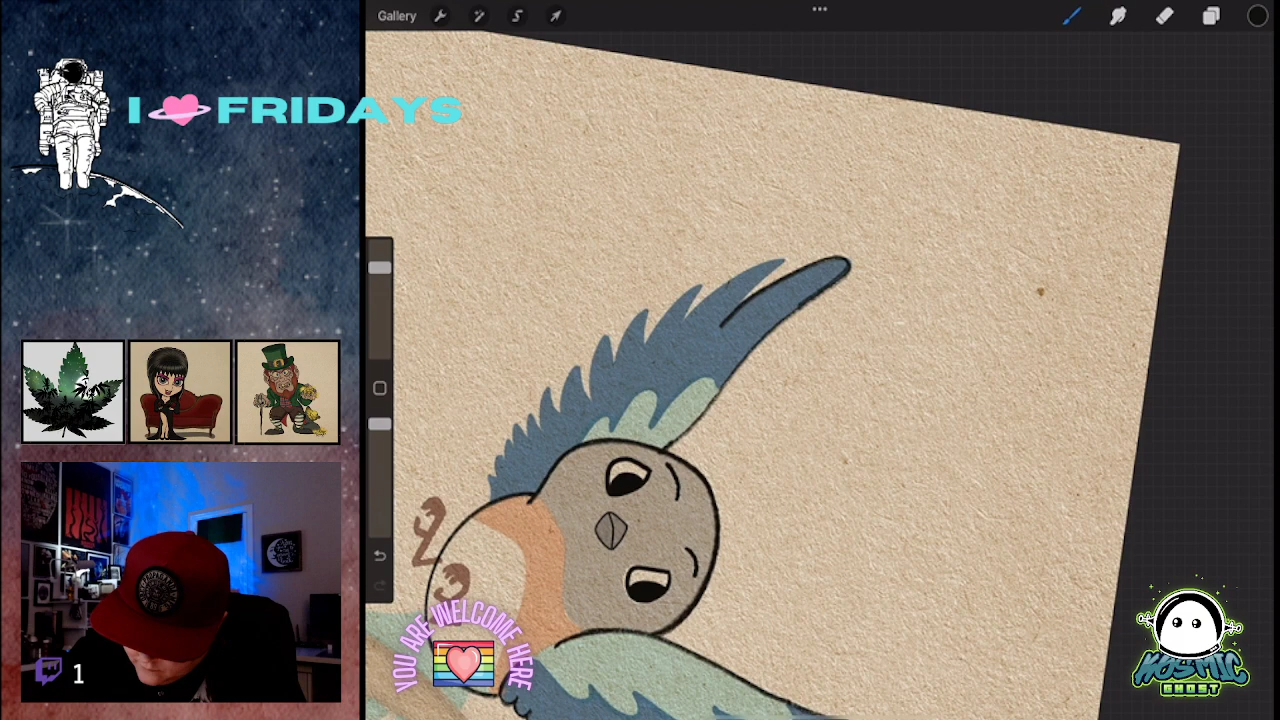 Gallery
I FRIDAYS
YOU ARE WELCOME HERE
1
KOSMIC
GHOST